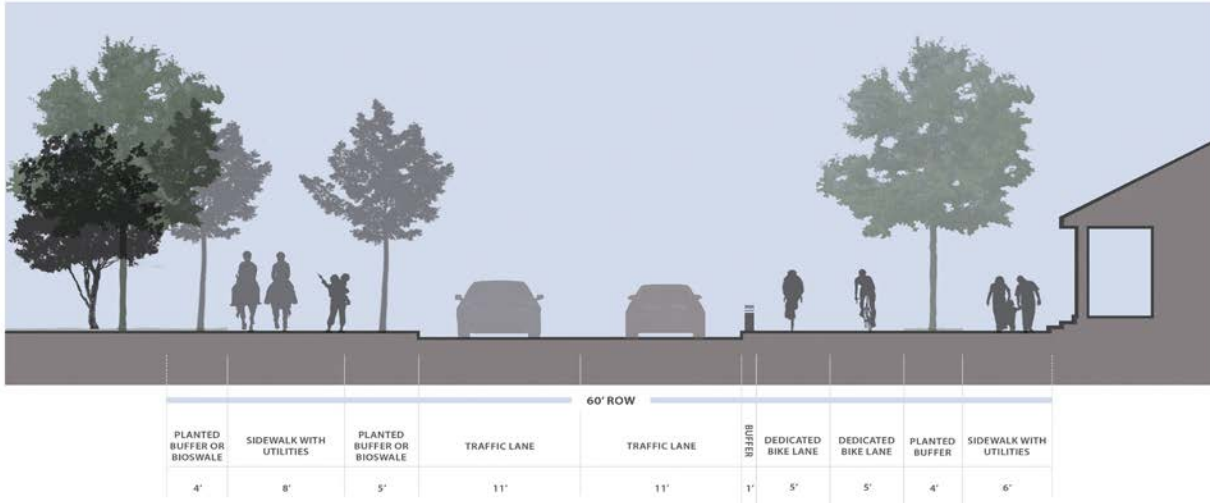 60' ROW
PLANTED
BUFFER OR
BIOSWALE
SIDEWALK WITH
UTILITIES
PLANTED
BUFFER OR
BIOSWALE
TRAFFIC LANE
TRAFFIC LANE
BUFFER
DEDICATED
BIKE LANE
DEDICATED
BIKE LANE
PLANTED
BUFFER
SIDEWALK WITH
UTILITIES
4'
8'
5'
11'
11'
1'
5'
5'
4'
6'